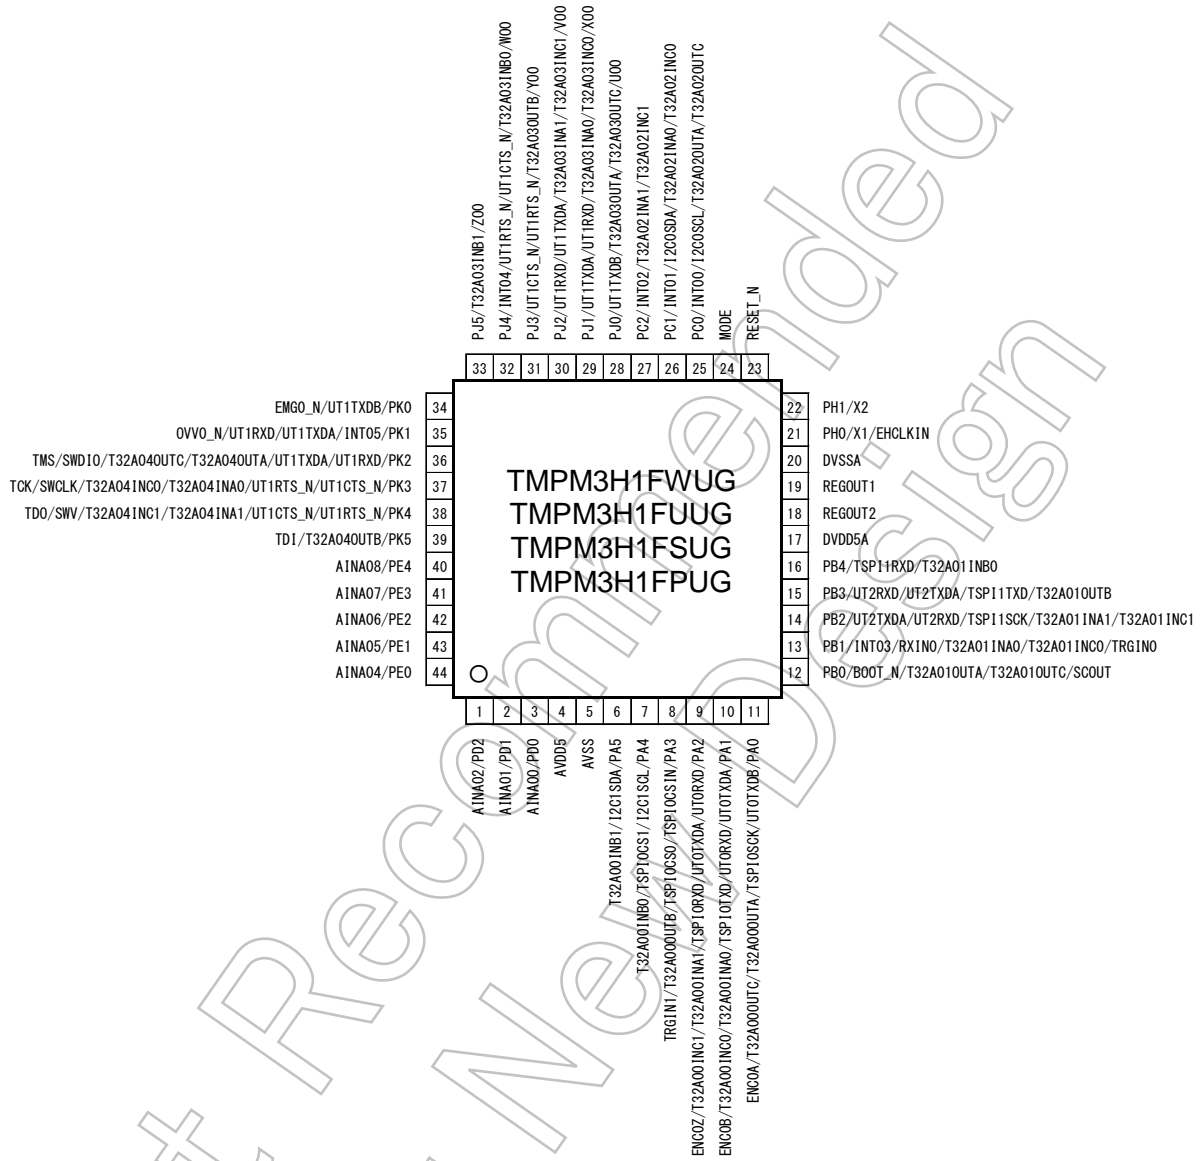 PJ5/T32A03INB1/ZO0
PJ4/INT04/UT1RTS_N/UT1CTS_N/T32A03INB0/WO0
PJ3/UT1CTS_N/UT1RTS_N/T32A03OUTB/YO0
PJ2/UT1RXD/UT1TXDA/T32A03INA1/T32A03INC1/VO0
PJ1/UT1TXDA/UT1RXD/T32A03INA0/T32A03INC0/XO0
PJ0/UT1TXDB/T32A03OUTA/T32A03OUTC/UO0
PC2/INT02/T32A02INA1/T32A02INC1
PC1/INT01/I2C0SDA/T32A02INA0/T32A02INC0
PC0/INT00/I2C0SCL/T32A02OUTA/T32A02OUTC
MODE
RESET_N
33 32 31 30 29 28 27 26 25 24 23
EMG0_N/UT1TXDB/PK0 34
OVV0_N/UT1RXD/UT1TXDA/INT05/PK1 35
TMS/SWDIO/T32A04OUTC/T32A04OUTA/UT1TXDA/UT1RXD/PK2 36
TCK/SWCLK/T32A04INC0/T32A04INA0/UT1RTS_N/UT1CTS_N/PK3 37
TDO/SWV/T32A04INC1/T32A04INA1/UT1CTS_N/UT1RTS_N/PK4 38
TDI/T32A04OUTB/PK5 39
AINA08/PE4 40
AINA07/PE3 41
AINA06/PE2 42
AINA05/PE1 43
AINA04/PE0 44
TMPM3H1FWUG
TMPM3H1FUUG
TMPM3H1FSUG
TMPM3H1FPUG
22 PH1/X2
21 PH0/X1/EHCLKIN
20 DVSSA
19 REGOUT1
18 REGOUT2
17 DVDD5A
16 PB4/TSPI1RXD/T32A01INB0
15 PB3/UT2RXD/UT2TXDA/TSPI1TXD/T32A01OUTB
14 PB2/UT2TXDA/UT2RXD/TSPI1SCK/T32A01INA1/T32A01INC1
13 PB1/INT03/RXIN0/T32A01INA0/T32A01INC0/TRGIN0
12 PB0/BOOT_N/T32A01OUTA/T32A01OUTC/SCOUT
1 2 3 4 5 6 7 8 9 10 11
AINA02/PD2
AINA01/PD1
AINA00/PD0
AVDD5
AVSS
T32A00INB1/I2C1SDA/PA5
T32A00INB0/TSPI0CS1/I2C1SCL/PA4
TRGIN1/T32A00OUTB/TSPI0CS0/TSPI0CSIN/PA3
ENC0Z/T32A00INC1/T32A00INA1/TSPI0RXD/UT0TXDA/UT0RXD/PA2
ENC0B/T32A00INC0/T32A00INA0/TSPI0TXD/UT0RXD/UT0TXDA/PA1
ENC0A/T32A00OUTC/T32A00OUTA/TSPI0SCK/UT0TXDB/PA0
t Recommended
New Design